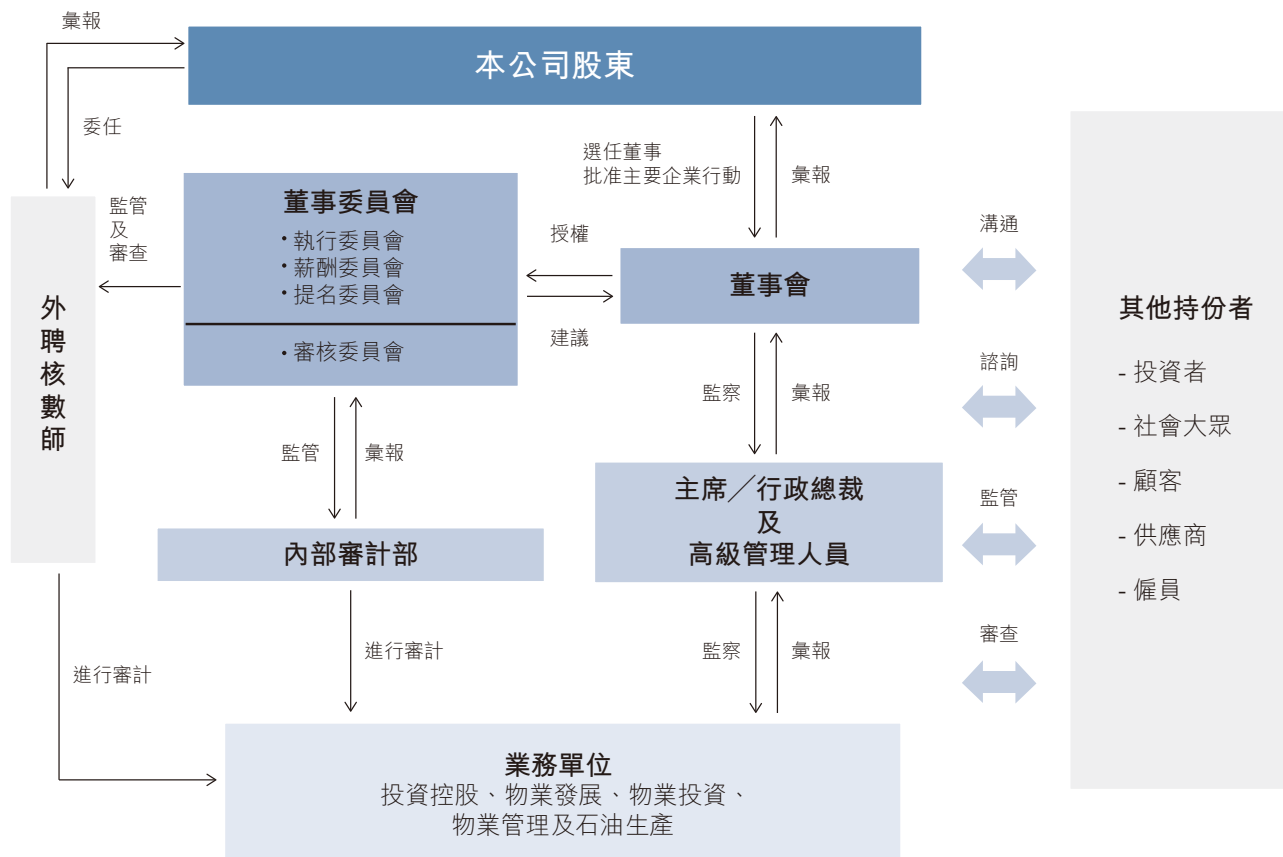 彙報
本公司股東
委任
選任董事
批准主要企業行動
彙報
監管
及
審查
董事委員會
•執行委員會
•薪酬委員會
•提名委員會
•審核委員會
授權
建議
董事會
溝通
外
聘
核
數
師
其他持份者
- 投資者
- 社會大眾
- 顧客
- 供應商
- 僱員
諮詢
監察
彙報
監管
彙報
主席╱行政總裁
及
高級管理人員
監管
內部審計部
審查
進行審計
進行審計
監察
彙報
業務單位
投資控股、物業發展、物業投資、
物業管理及石油生產